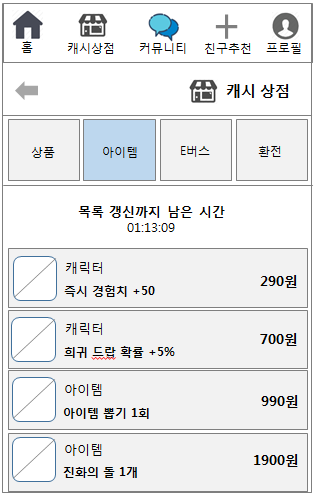 홈
캐시상점
커뮤니티
친구추천
프로필
캐시 상점
상품
아이템
E버스
환전
목록 갱신까지 남은 시간
01:13:09
캐릭터
즉시 경험치 +50
290원
캐릭터
희귀 드랍 확률 +5%
700원
아이템
아이템 뽑기 1회
990원
아이템
진화의 돌 1개
1900원